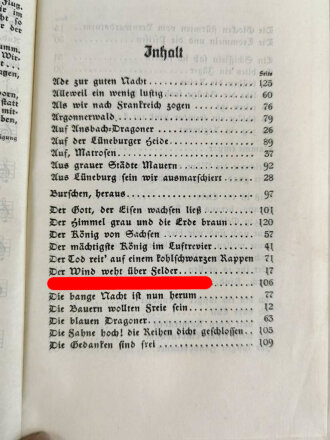 Flug.
Inhalt
Seite
Ade zur guten Nacht 125
Alleweil ein wenig lustig 60
Als wir nach Frankreich zogen 76
Argonnerwald 79
Auf Ansbach-Dragoner 26
Auf der Lüneburger Heide 89
Auf, Matrosen 57
Aus grauer Städte Mauern 92
Aus Lüneburg sein wir ausmarschiert 28
Burschen, heraus 97
Der Gott, der Eisen wachsen ließ 101
Der Himmel grau und die Erde braun 120
Der König von Sachsen 57
Der mächtigste König im Luftrevier 41
Der Tod reit' auf einem kohlschwarzen Rappen 71
Der Wind weht über Felder 17
106
Die bange Nacht ist nun herum 77
Die Bauern wollten Freie sein 12
Die blauen Dragoner 63
Die Fahne hoch! die Reihen dicht geschlossen 105
Die Gedanken sind frei 109